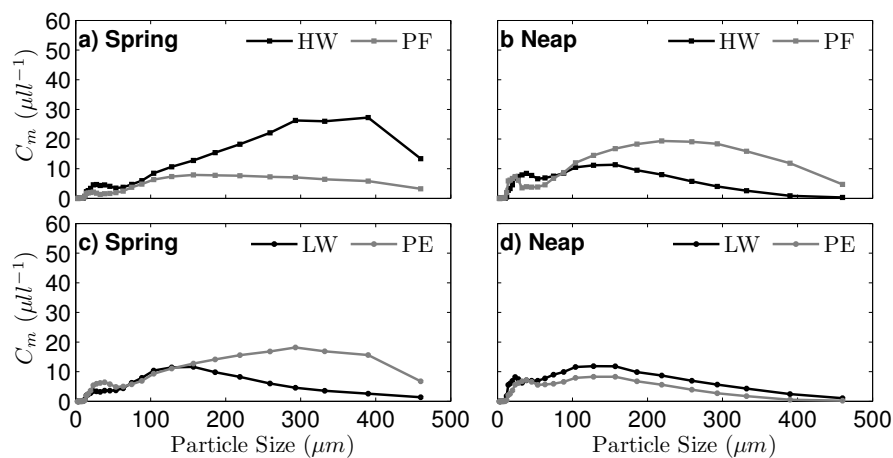 a) Spring HW PF
b Neap HW PF
60
50
40
30
20
10
0
C_m (μll⁻¹)
c) Spring LW PE
d) Neap LW PE
60
50
40
30
20
10
0
C_m (μll⁻¹)
0 100 200 300 400 500
0 100 200 300 400 500
Particle Size (μm)
Particle Size (μm)